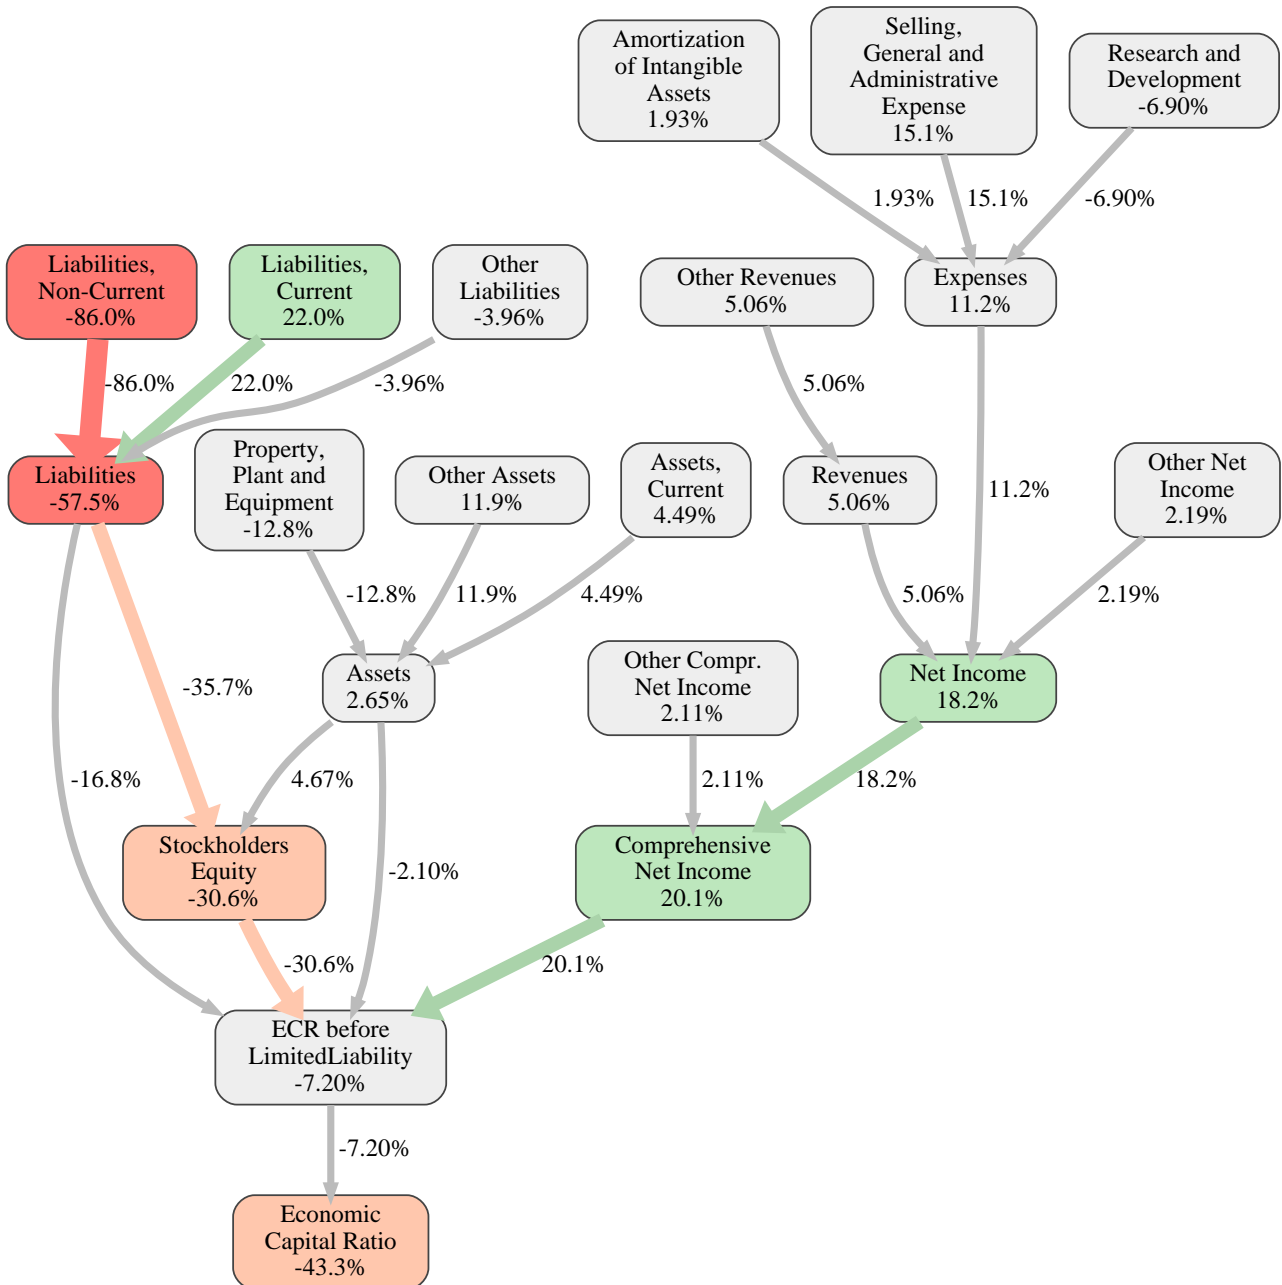 Amortization
of Intangible
Assets
1.93%
Selling,
General and
Administrative
Expense
15.1%
Research and
Development
-6.90%
1.93%
15.1%
-6.90%
Liabilities,
Non-Current
-86.0%
Liabilities,
Current
22.0%
Other
Liabilities
-3.96%
Other Revenues
5.06%
Expenses
11.2%
-86.0%
22.0%
-3.96%
5.06%
Liabilities
-57.5%
Property,
Plant and
Equipment
-12.8%
Other Assets
11.9%
Assets,
Current
4.49%
Revenues
5.06%
11.2%
Other Net
Income
2.19%
-12.8%
11.9%
4.49%
5.06%
2.19%
-35.7%
Assets
2.65%
Other Compr.
Net Income
2.11%
Net Income
18.2%
-16.8%
4.67%
2.11%
18.2%
Stockholders
Equity
-30.6%
-2.10%
Comprehensive
Net Income
20.1%
-30.6%
20.1%
ECR before
LimitedLiability
-7.20%
-7.20%
Economic
Capital Ratio
-43.3%